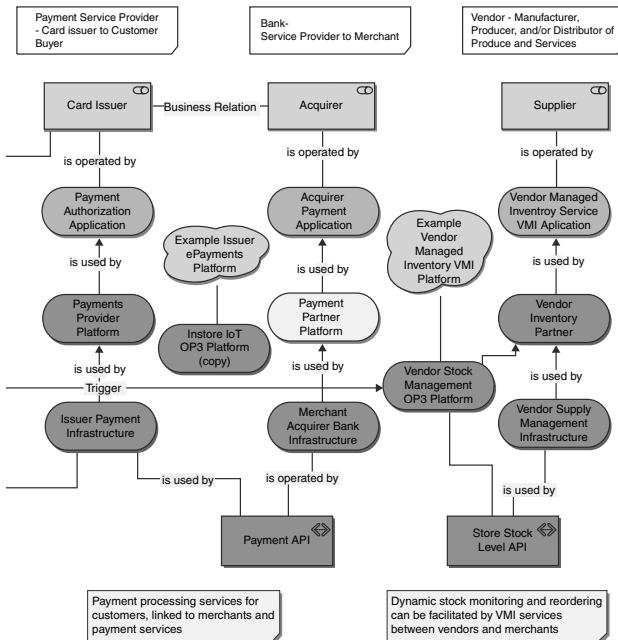 Payment Service Provider
- Card issuer to Customer
Buyer
Bank-
Service Provider to Merchant
Vendor - Manufacturer,
Producer, and/or Distributor of
Produce and Services
Card Issuer
Business Relation
Acquirer
Supplier
is operated by
is operated by
is operated by
Payment
Authorization
Application
Acquirer
Payment
Application
Vendor Managed
Inventroy Service
VMI Aplication
Example Issuer
ePayments
Platform
Example
Vendor
Managed
Inventory VMI
Platform
is used by
is used by
is used by
Payments
Provider
Platform
Instore IoT
OP3 Platform
(copy)
Payment
Partner
Platform
Vendor
Inventory
Partner
is used by
is used by
is used by
Trigger
Vendor Stock
Management
OP3 Platform
Issuer Payment
Infrastructure
Merchant
Acquirer Bank
Infrastructure
Vendor Supply
Management
Infrastructure
is used by
is operated by
is used by
Payment API
Store Stock
Level API
Payment processing services for
customers, linked to merchants and
payment services
Dynamic stock monitoring and reordering
can be facilitated by VMI services
between vendors and merchants